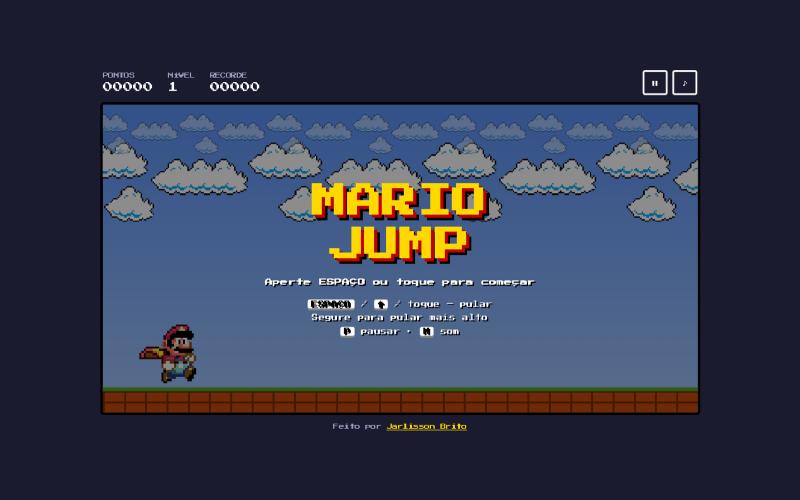 PONTOS NÍVEL RECORDE
00000 1 00000
MARIO
JUMP
Aperte ESPAÇO ou toque para começar
ESPAÇO / ↑ / toque — pular
Segure para pular mais alto
P pausar · M som
Feito por Jarlisson Brito